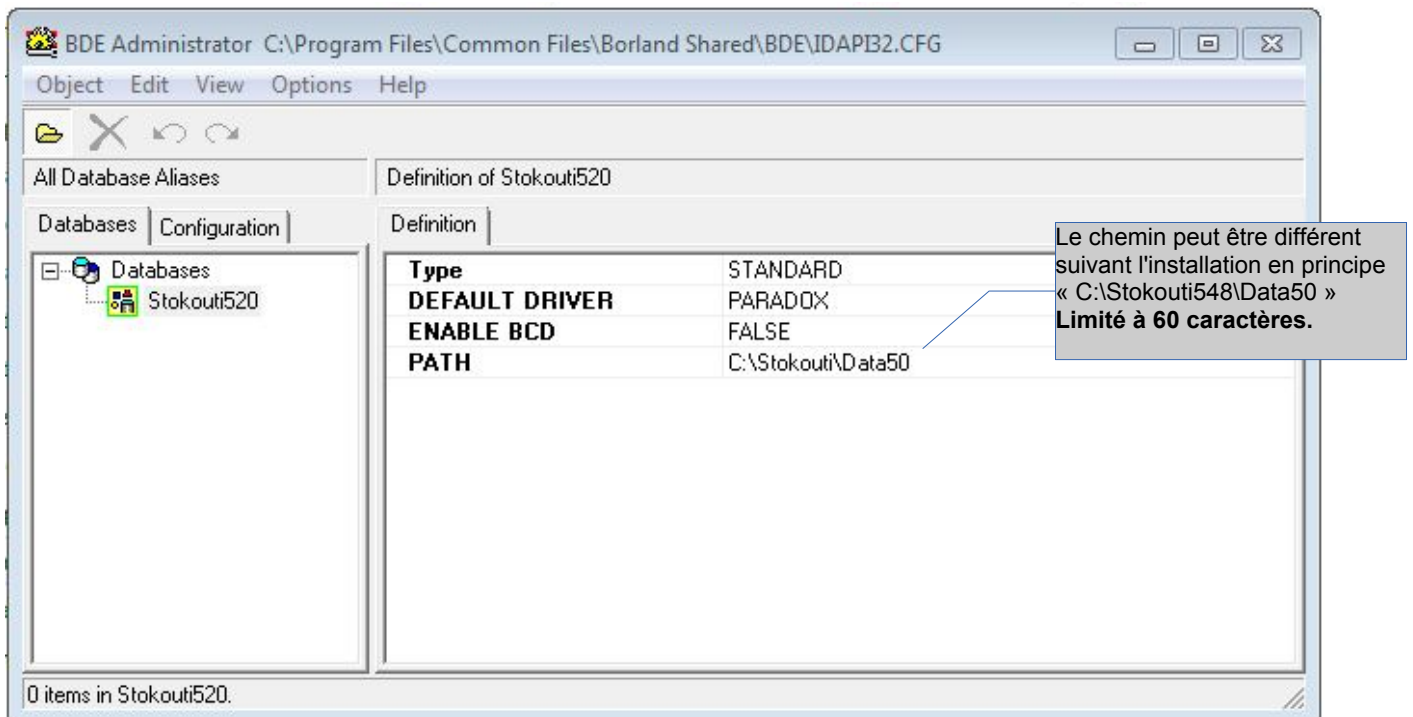 BDE Administrator C:\Program Files\Common Files\Borland Shared\BDE\IDAPI32.CFG
Object Edit View Options Help
All Database Aliases
Definition of Stokouti520
Databases Configuration
Definition
Databases
Stokouti520
Type STANDARD
DEFAULT DRIVER PARADOX
ENABLE BCD FALSE
PATH C:\Stokouti\Data50
Le chemin peut être différent
suivant l'installation en principe
« C:\Stokouti548\Data50 »
Limité à 60 caractères.
0 items in Stokouti520.